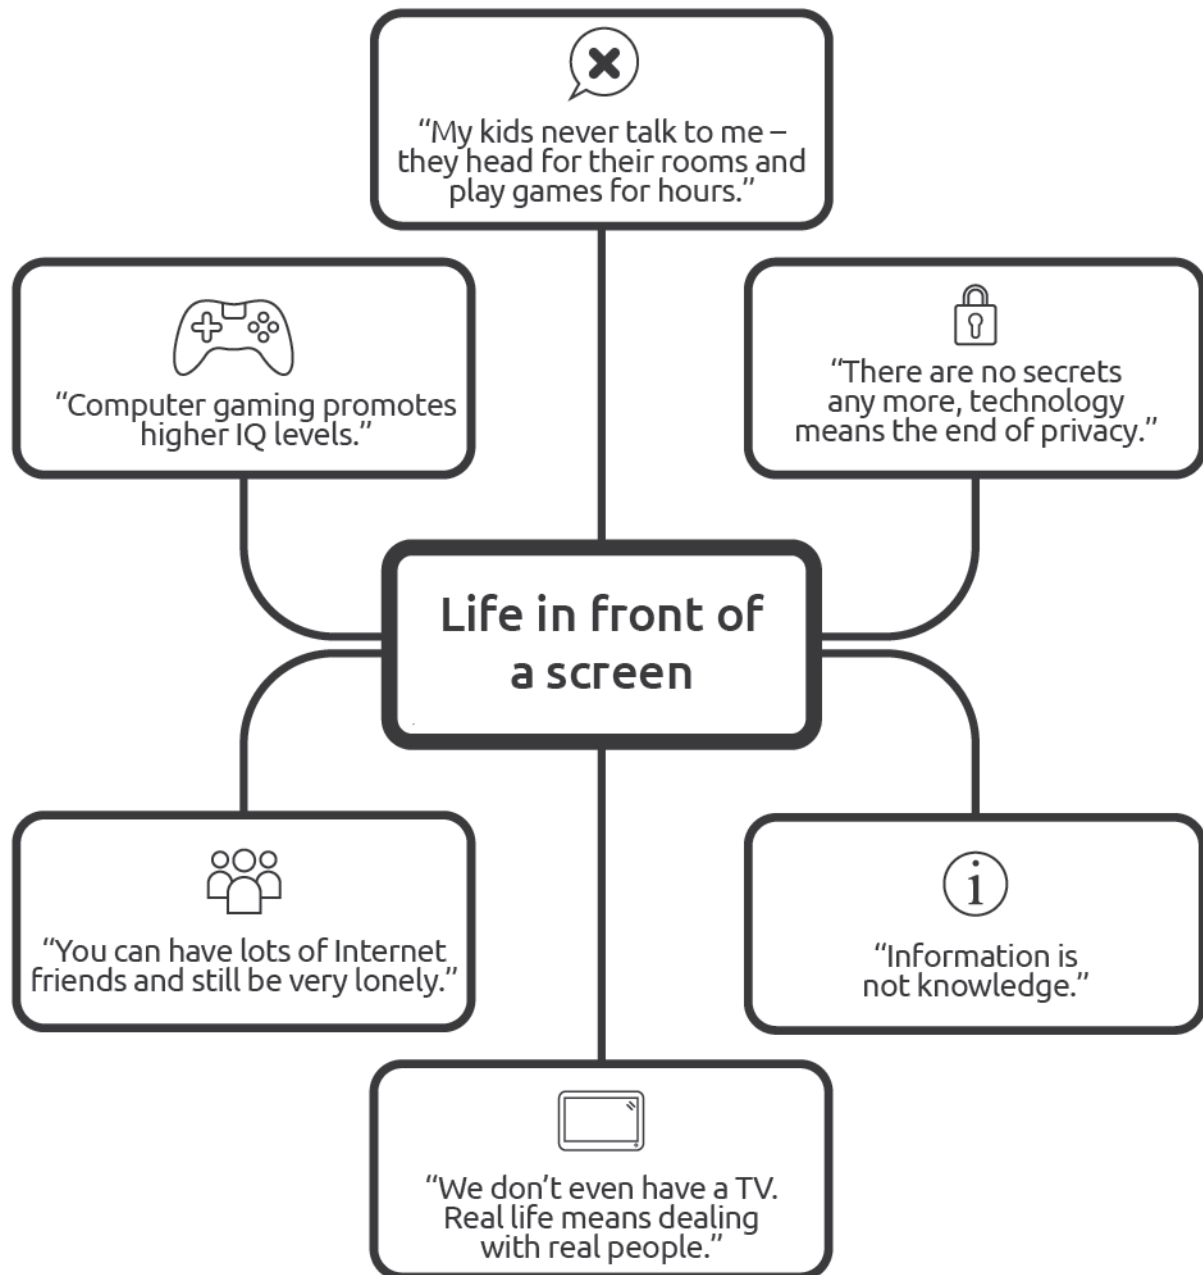 “My kids never talk to me –
they head for their rooms and
play games for hours.”
“Computer gaming promotes
higher IQ levels.”
“There are no secrets
any more, technology
means the end of privacy.”
Life in front of
a screen
“You can have lots of Internet
friends and still be very lonely.”
i
“Information is
not knowledge.”
“We don’t even have a TV.
Real life means dealing
with real people.”